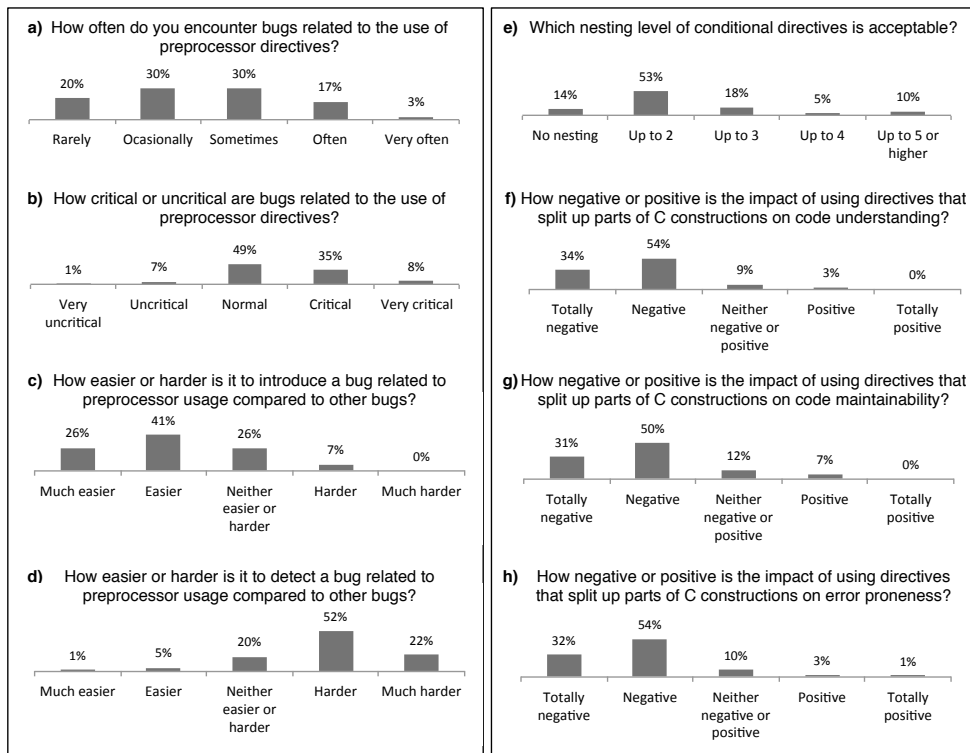 a) How often do you encounter bugs related to the use of
preprocessor directives?
20% 30% 30% 17% 3%
Rarely Ocasionally Sometimes Often Very often
b) How critical or uncritical are bugs related to the use of
preprocessor directives?
1% 7% 49% 35% 8%
Very uncritical Uncritical Normal Critical Very critical
c) How easier or harder is it to introduce a bug related to
preprocessor usage compared to other bugs?
26% 41% 26% 7% 0%
Much easier Easier Neither easier or harder Harder Much harder
d) How easier or harder is it to detect a bug related to
preprocessor usage compared to other bugs?
1% 5% 20% 52% 22%
Much easier Easier Neither easier or harder Harder Much harder
e) Which nesting level of conditional directives is acceptable?
14% 53% 18% 5% 10%
No nesting Up to 2 Up to 3 Up to 4 Up to 5 or higher
f) How negative or positive is the impact of using directives that
split up parts of C constructions on code understanding?
34% 54% 9% 3% 0%
Totally negative Negative Neither negative or positive Positive Totally positive
g) How negative or positive is the impact of using directives that
split up parts of C constructions on code maintainability?
31% 50% 12% 7% 0%
Totally negative Negative Neither negative or positive Positive Totally positive
h) How negative or positive is the impact of using directives
that split up parts of C constructions on error proneness?
32% 54% 10% 3% 1%
Totally negative Negative Neither negative or positive Positive Totally positive